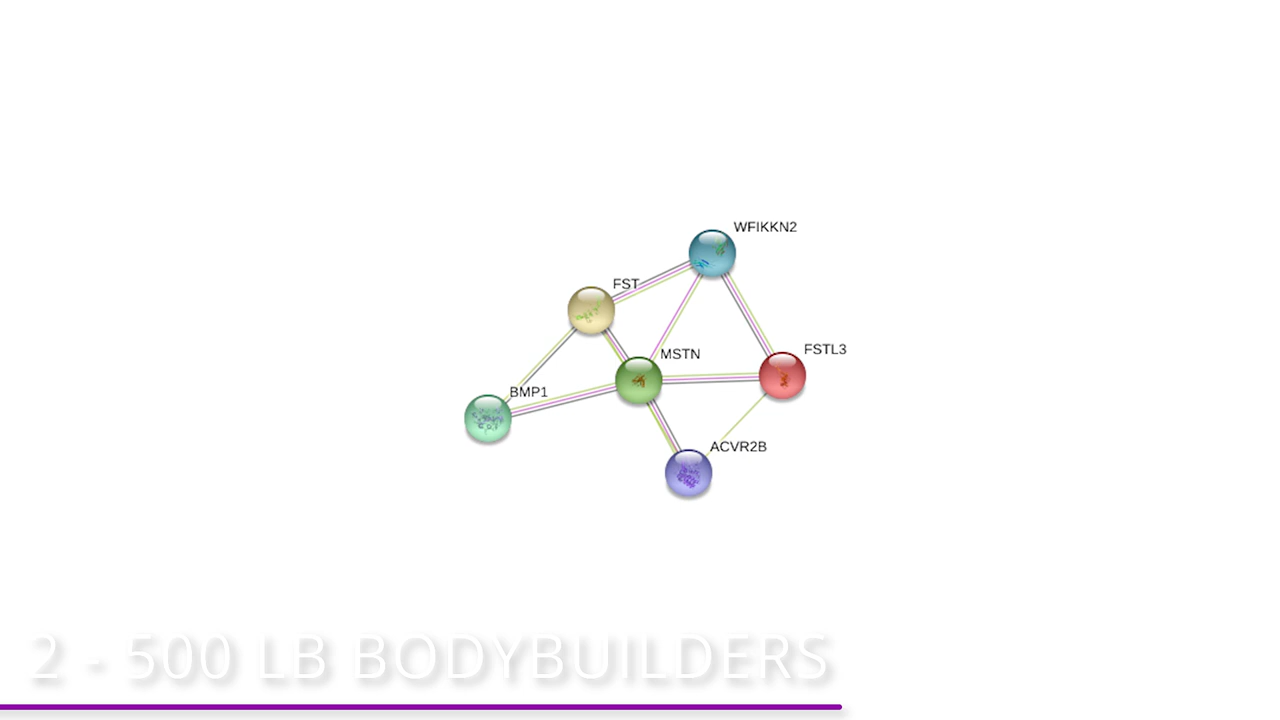 WFIKKN2
FST
FSTL3
MSTN
BMP1
ACVR2B
2 - 500 LB BODYBUILDERS